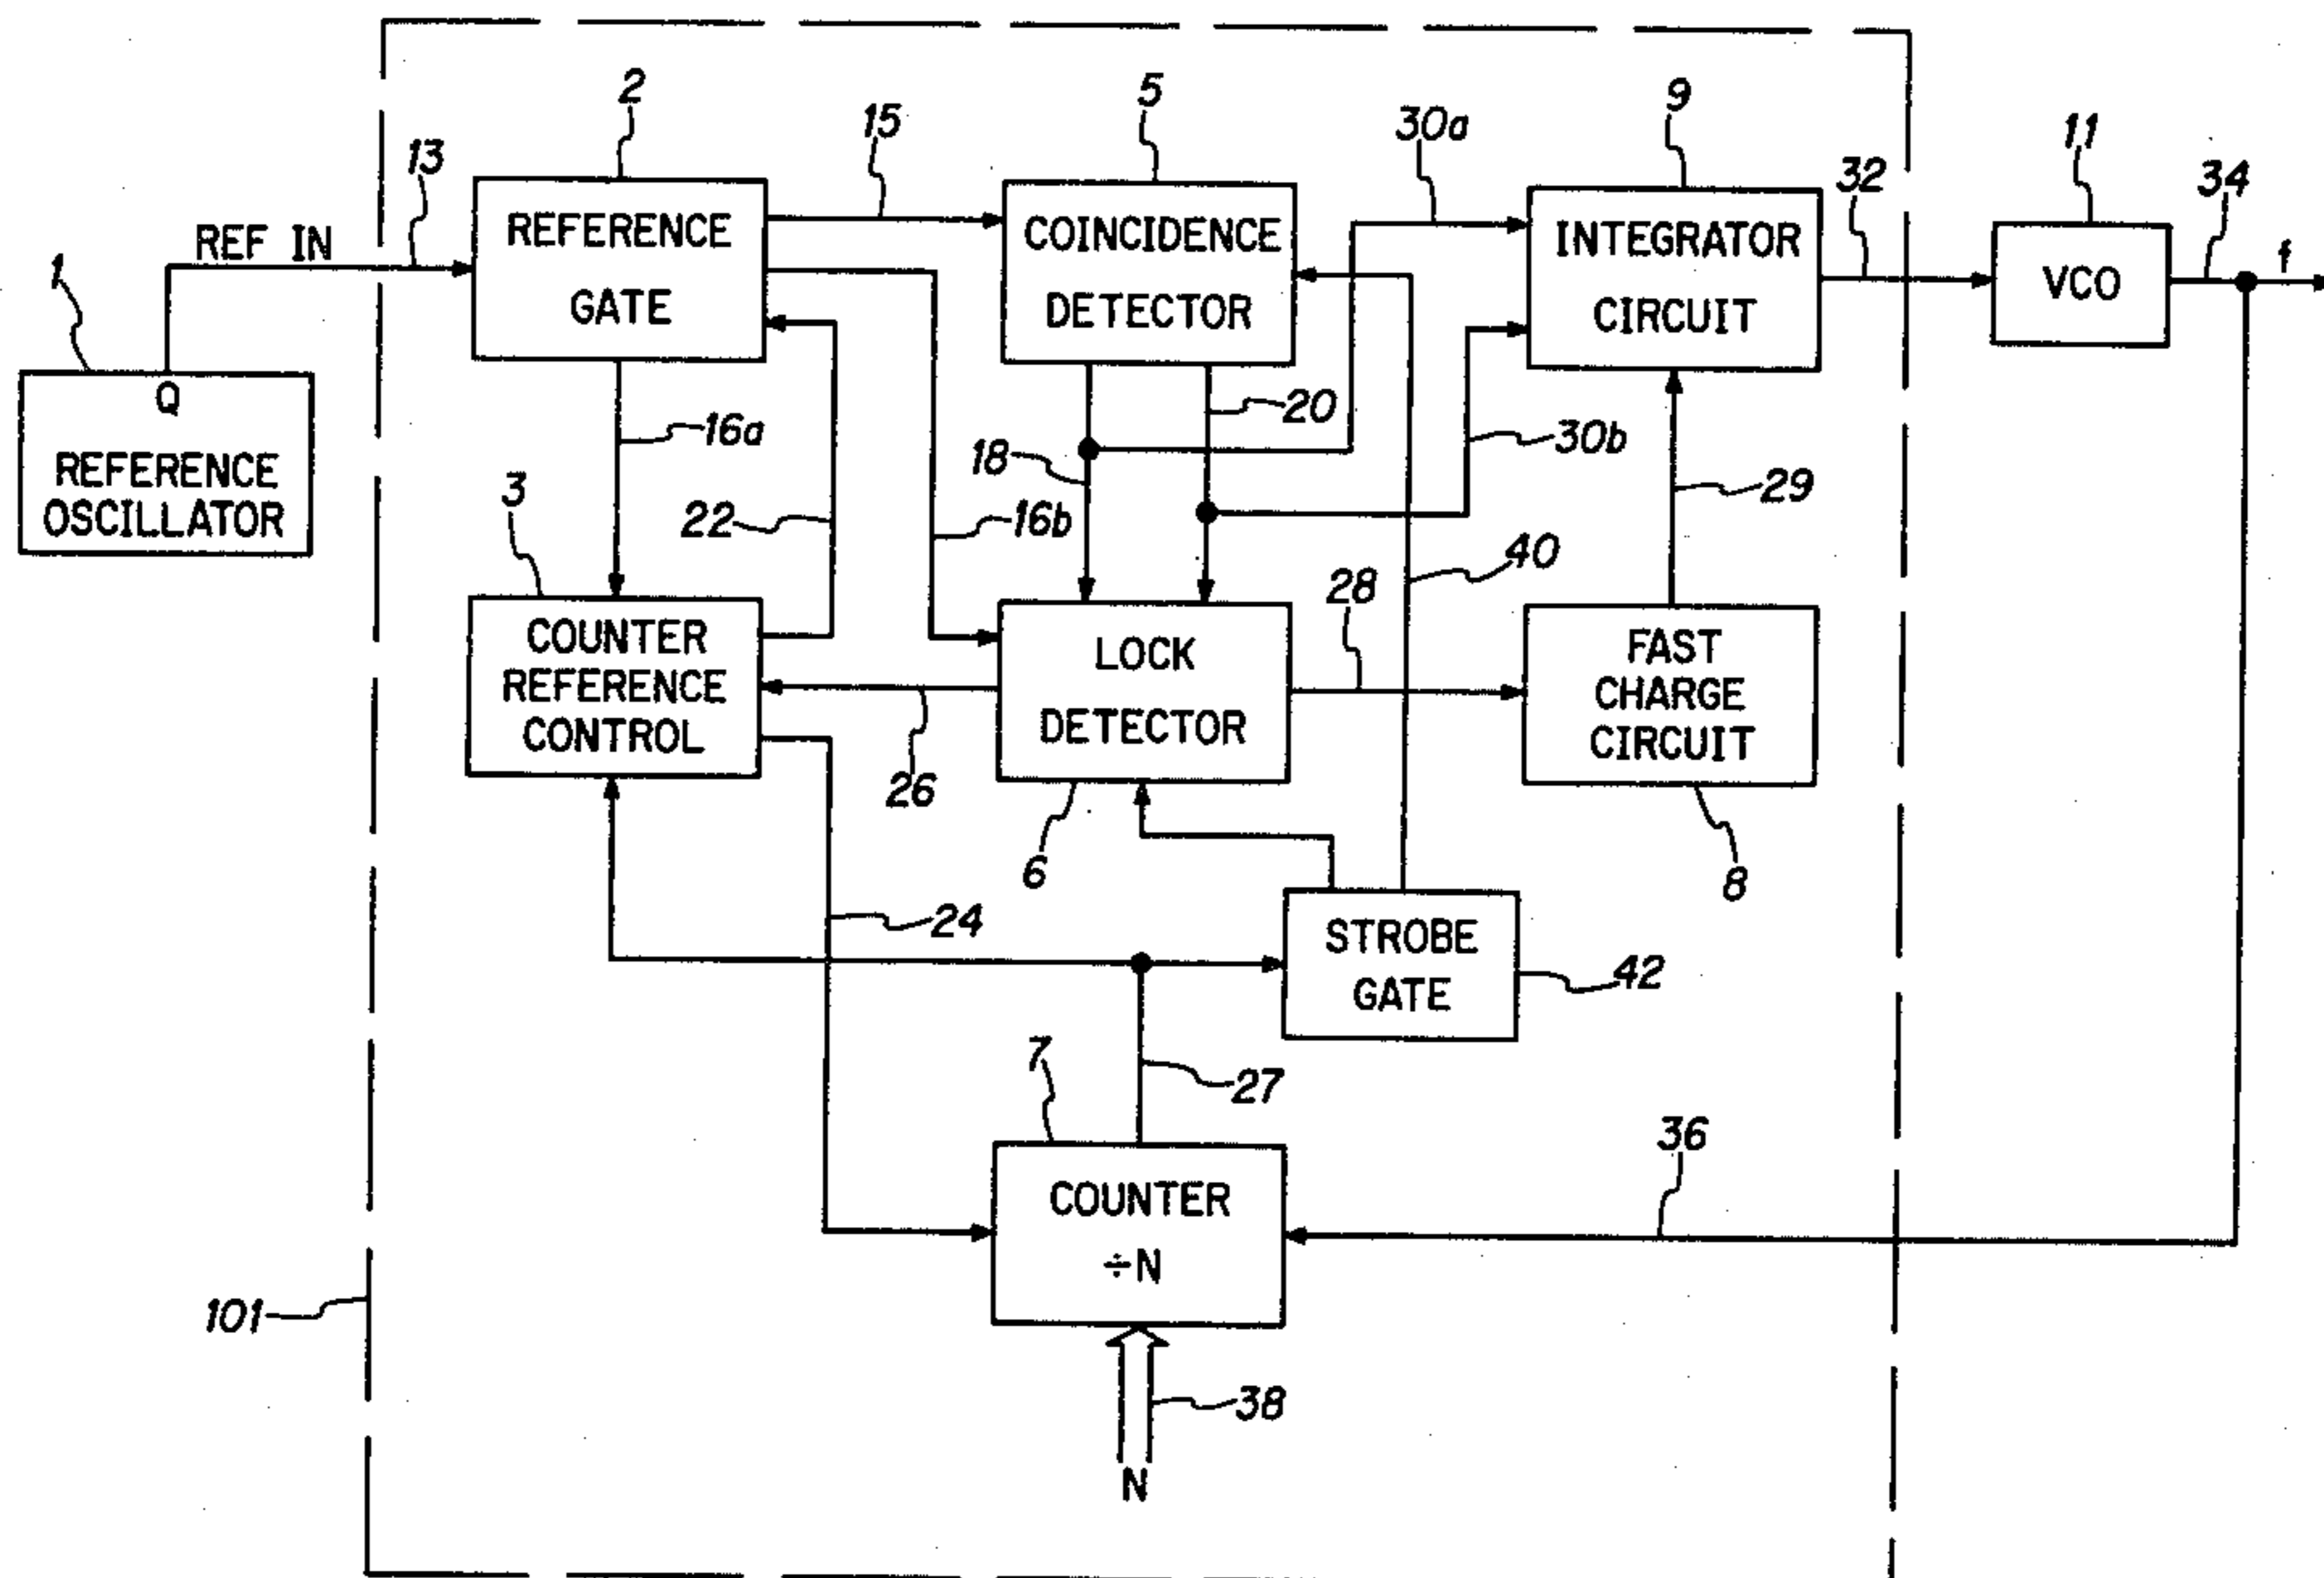 2
5
9
15
30a
11
13
32
34
REF IN
REFERENCE
GATE
COINCIDENCE
DETECTOR
INTEGRATOR
CIRCUIT
VCO
f
1
Q
REFERENCE
OSCILLATOR
16a
20
18
30b
3
22
16b
29
40
28
COUNTER
REFERENCE
CONTROL
LOCK
DETECTOR
FAST
CHARGE
CIRCUIT
26
6
8
24
STROBE
GATE
42
7
27
36
COUNTER
÷N
101
38
N